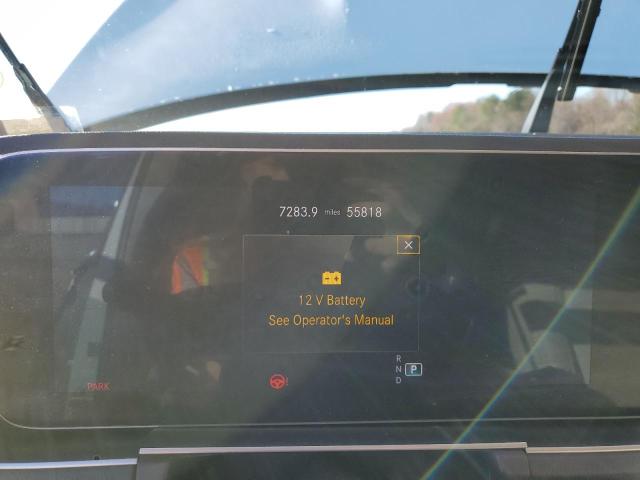 7283.9 miles 55818
12 V Battery
See Operator's Manual
R
N P
D
PARK